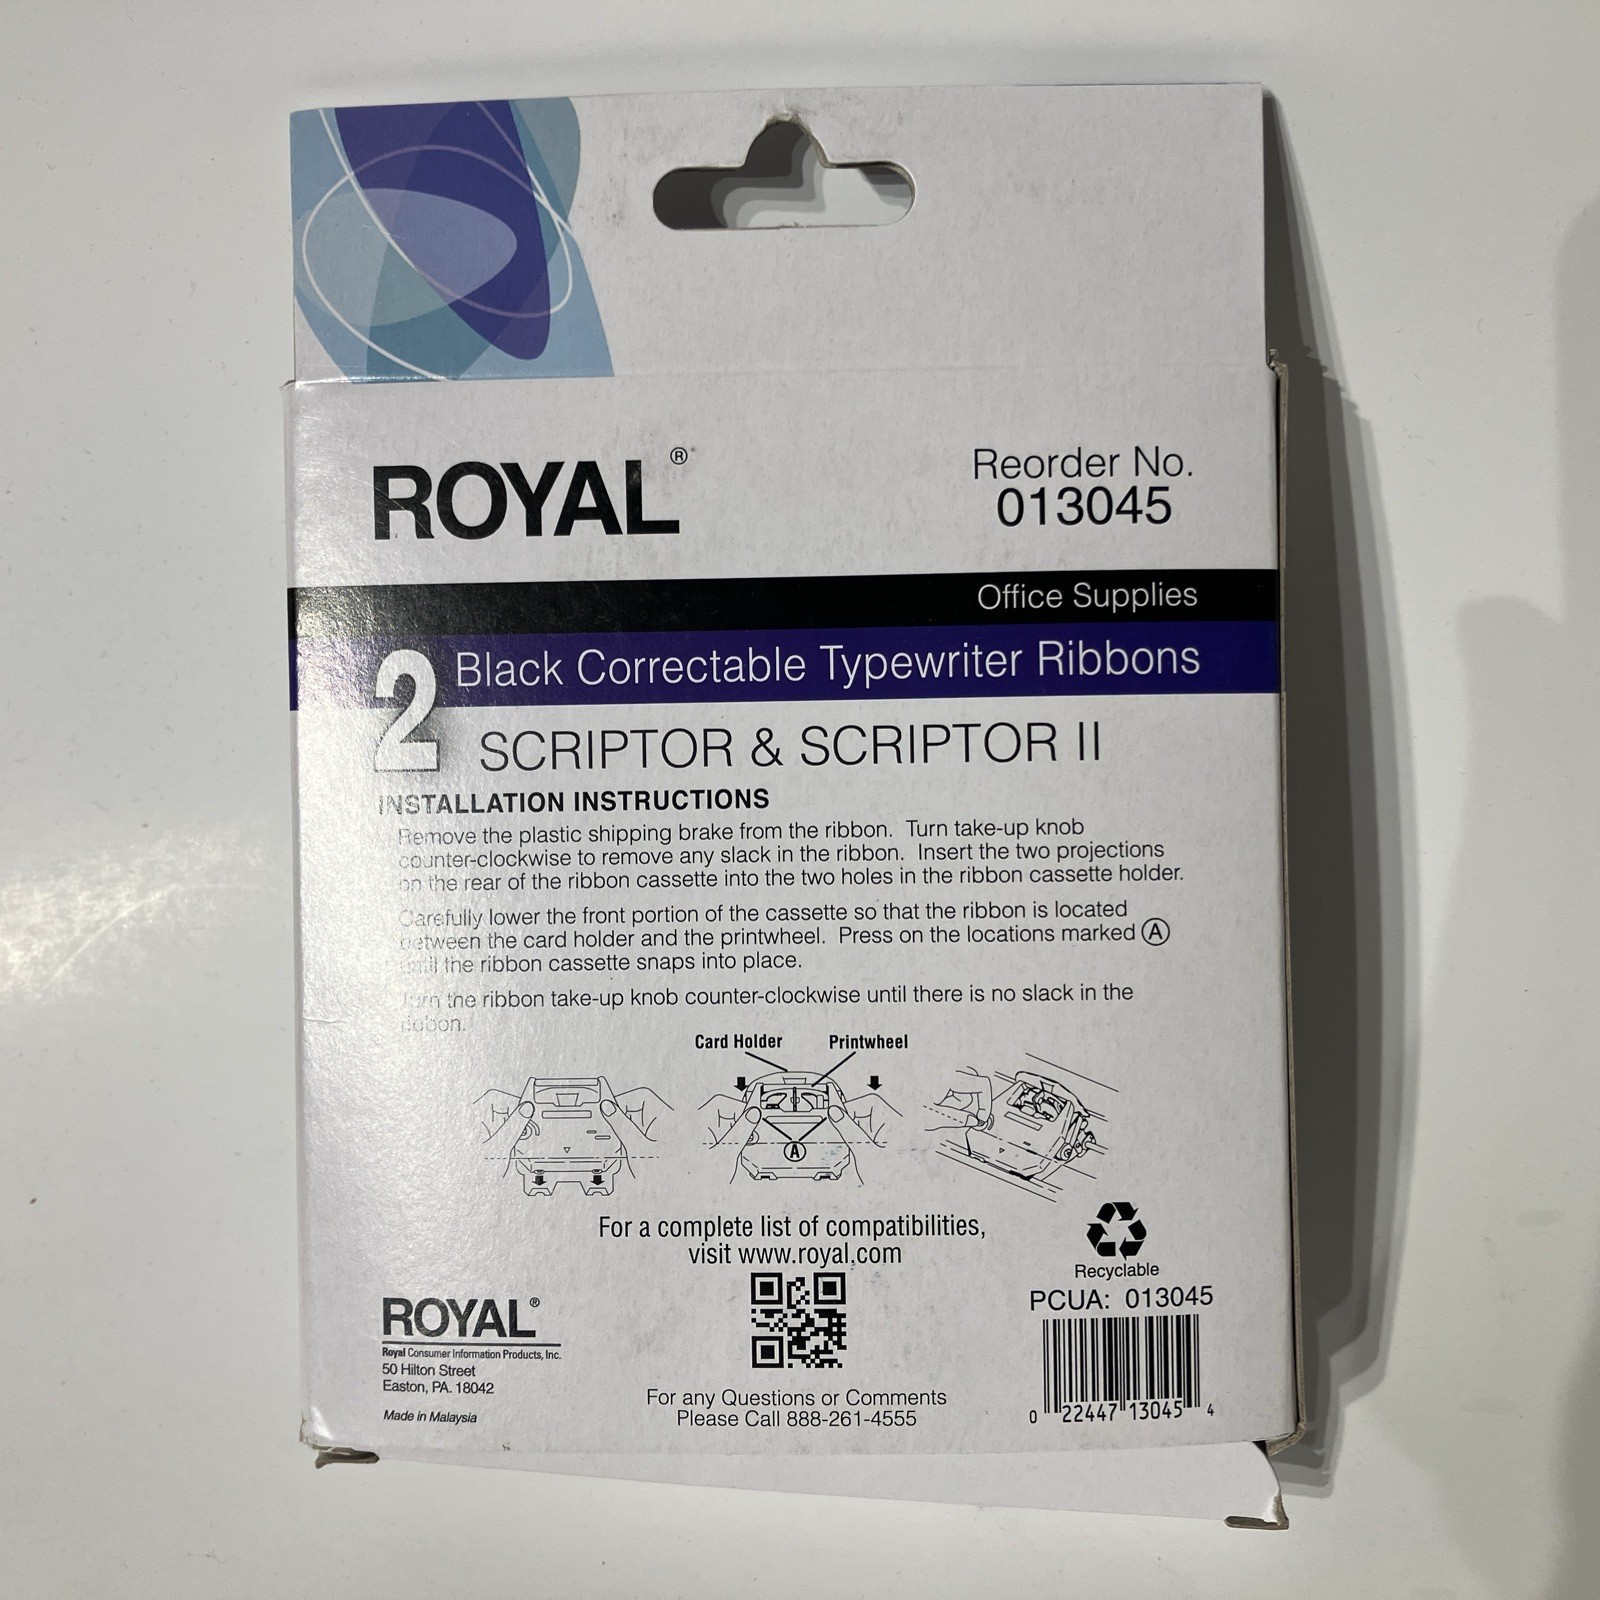 ROYAL®
Reorder No.
013045
Office Supplies
2 Black Correctable Typewriter Ribbons
SCRIPTOR & SCRIPTOR II
INSTALLATION INSTRUCTIONS
Remove the plastic shipping brake from the ribbon. Turn take-up knob
counter-clockwise to remove any slack in the ribbon. Insert the two projections
on the rear of the ribbon cassette into the two holes in the ribbon cassette holder.
Carefully lower the front portion of the cassette so that the ribbon is located
between the card holder and the printwheel. Press on the locations marked Ⓐ
until the ribbon cassette snaps into place.
Turn the ribbon take-up knob counter-clockwise until there is no slack in the
ribbon.
Card Holder
Printwheel
A
For a complete list of compatibilities,
visit www.royal.com
Recyclable
PCUA: 013045
0 22447 13045 4
ROYAL®
Royal Consumer Information Products, Inc.
50 Hilton Street
Easton, PA. 18042
Made in Malaysia
For any Questions or Comments
Please Call 888-261-4555